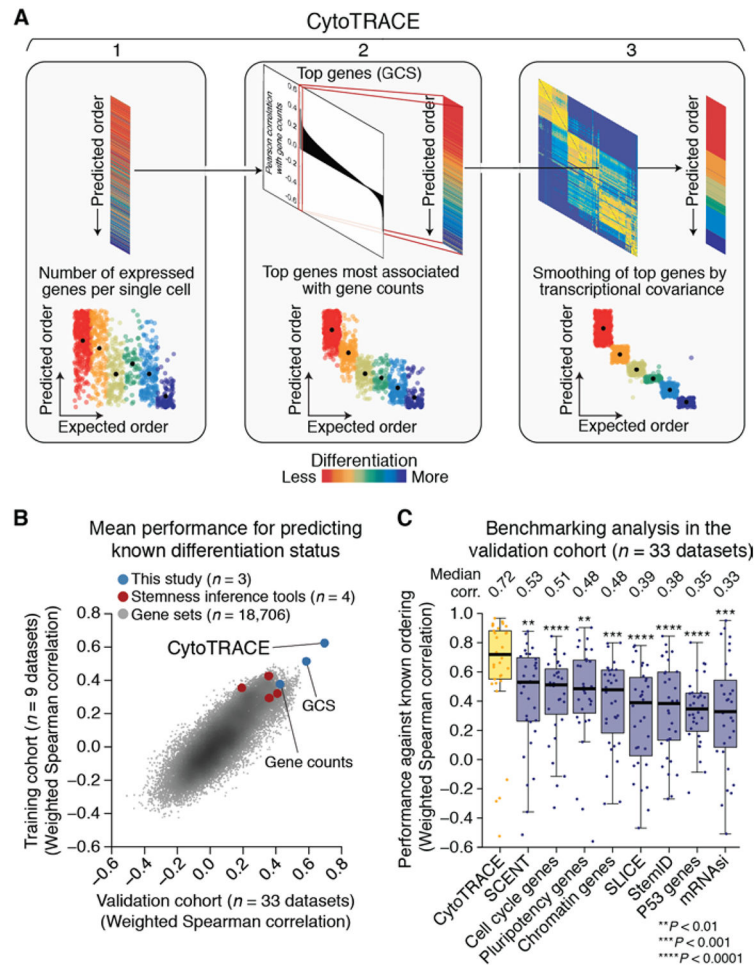 A
CytoTRACE
1
2
3
Top genes (GCS)
Predicted order
Pearson correlation
with gene counts
0.6
0.4
0.2
0.0
-0.2
-0.4
-0.6
Predicted order
Predicted order
Number of expressed
genes per single cell
Top genes most associated
with gene counts
Smoothing of top genes by
transcriptional covariance
Predicted order
Expected order
Predicted order
Expected order
Predicted order
Expected order
Differentiation
Less
More
B
Mean performance for predicting
known differentiation status
This study (n = 3)
Stemness inference tools (n = 4)
Gene sets (n = 18,706)
Training cohort (n = 9 datasets)
(Weighted Spearman correlation)
0.8
0.6
0.4
0.2
0.0
−0.2
−0.4
−0.6
CytoTRACE
GCS
Gene counts
−0.6
−0.4
−0.2
0.0
0.2
0.4
0.6
0.8
Validation cohort (n = 33 datasets)
(Weighted Spearman correlation)
C
Benchmarking analysis in the
validation cohort (n = 33 datasets)
Median
corr.
0.72
0.53
0.51
0.48
0.48
0.39
0.38
0.35
0.33
Performance against known ordering
(Weighted Spearman correlation)
1.0
0.8
0.6
0.4
0.2
0.0
−0.2
−0.4
−0.6
**
****
**
***
****
****
****
***
CytoTRACE
SCENT
Cell cycle genes
Pluripotency genes
Chromatin genes
SLICE
StemID
P53 genes
mRNAsi
**P < 0.01
***P < 0.001
****P < 0.0001